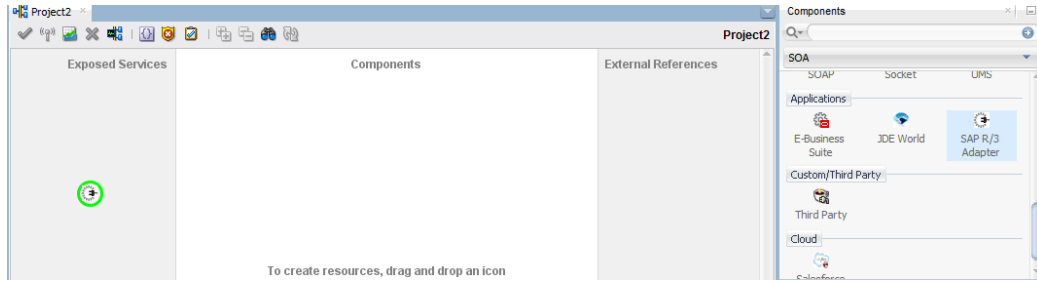 Project2
Project2
Exposed Services
Components
External References
To create resources, drag and drop an icon
Components
SOA
SOAP
Socket
UMS
Applications
E-Business
Suite
JDE World
SAP R/3
Adapter
Custom/Third Party
Third Party
Cloud
Salesforce